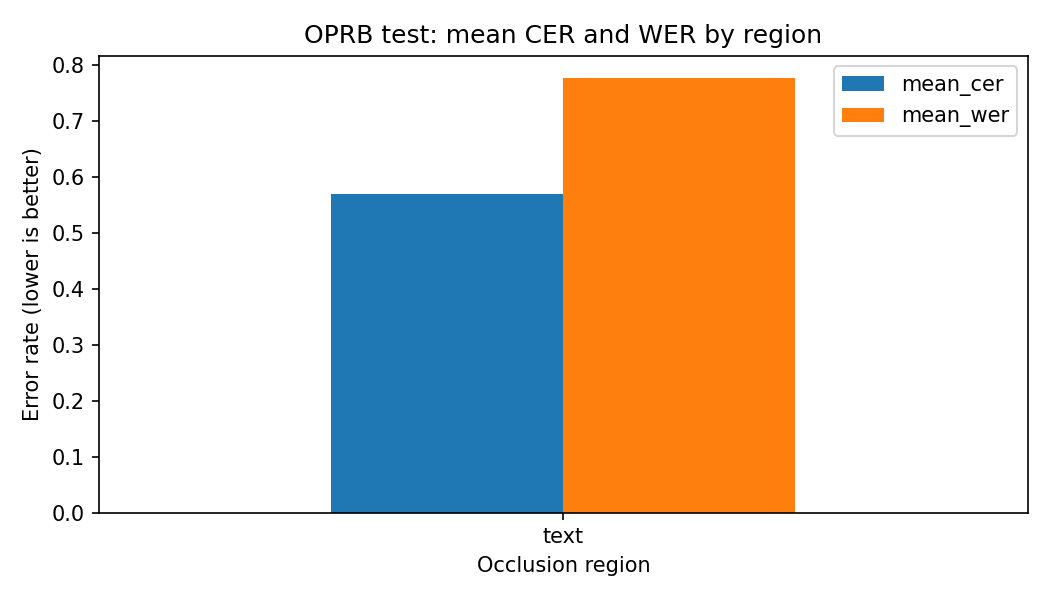 OPRB test: mean CER and WER by region
mean_cer
mean_wer
Error rate (lower is better)
0.8
0.7
0.6
0.5
0.4
0.3
0.2
0.1
0.0
text
Occlusion region